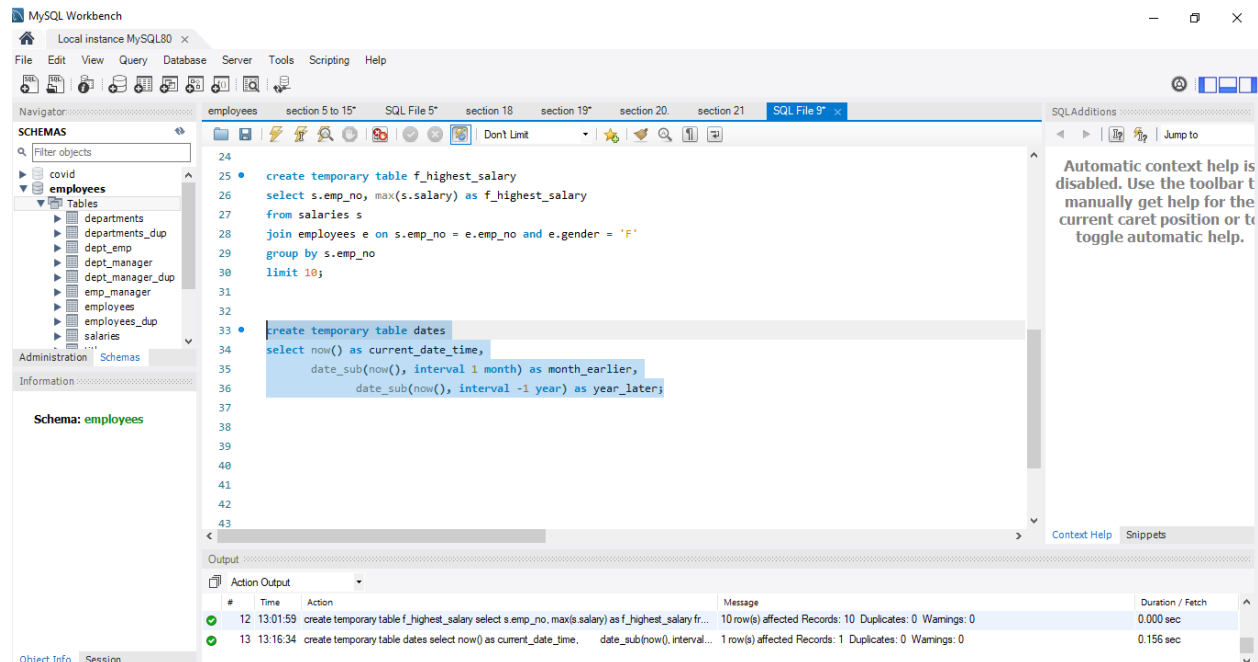 MySQL Workbench
Local instance MySQL80
File Edit View Query Database Server Tools Scripting Help
Navigator
SCHEMAS
Filter objects
covid
employees
Tables
departments
departments_dup
dept_emp
dept_manager
dept_manager_dup
emp_manager
employees
employees_dup
salaries
Administration Schemas
Information
Schema: employees
Object Info Session
employees section 5 to 15* SQL File 5* section 18 section 19* section 20. section 21 SQL File 9*
Don't Limit
24
25 create temporary table f_highest_salary
26 select s.emp_no, max(s.salary) as f_highest_salary
27 from salaries s
28 join employees e on s.emp_no = e.emp_no and e.gender = 'F'
29 group by s.emp_no
30 limit 10;
31
32
33 create temporary table dates
34 select now() as current_date_time,
35 date_sub(now(), interval 1 month) as month_earlier,
36 date_sub(now(), interval -1 year) as year_later;
37
38
39
40
41
42
43
SQLAdditions
Jump to
Automatic context help is
disabled. Use the toolbar t
manually get help for the
current caret position or to
toggle automatic help.
Context Help Snippets
Output
Action Output
# Time Action Message Duration / Fetch
12 13:01:59 create temporary table f_highest_salary select s.emp_no, max(s.salary) as f_highest_salary fr... 10 row(s) affected Records: 10 Duplicates: 0 Warnings: 0 0.000 sec
13 13:16:34 create temporary table dates select now() as current_date_time, date_sub(now(), interval... 1 row(s) affected Records: 1 Duplicates: 0 Warnings: 0 0.156 sec